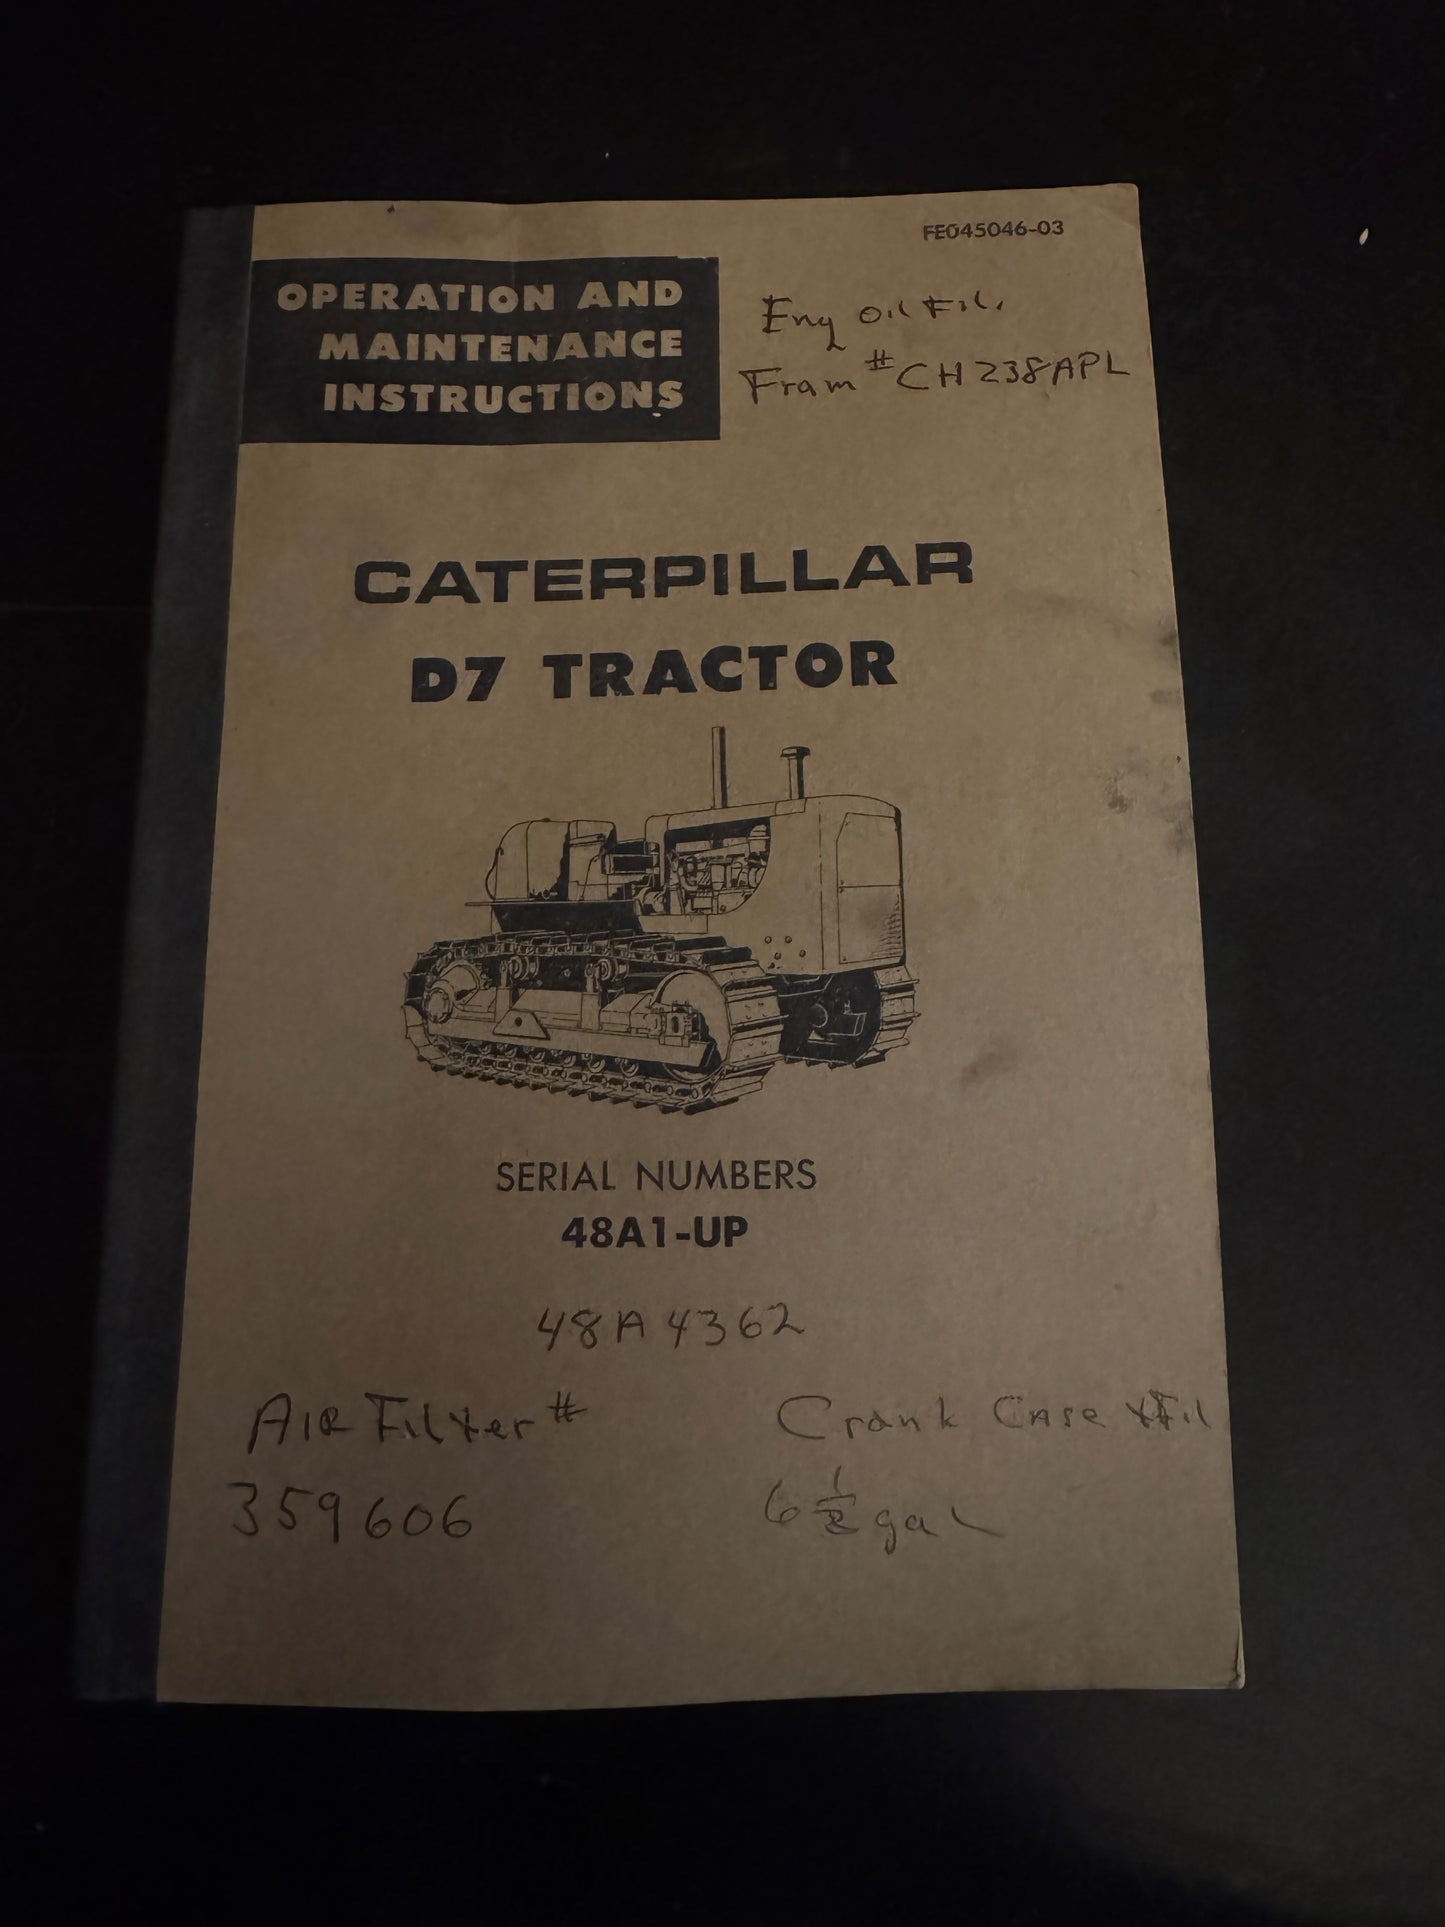 FE045046-03
OPERATION AND
MAINTENANCE
INSTRUCTIONS
Eng Oil Fil.
Fram # CH238APL
CATERPILLAR
D7 TRACTOR
SERIAL NUMBERS
48A1-UP
48A4362
AIR Filter #
359606
Crank Case Fil
6 1/2 gal